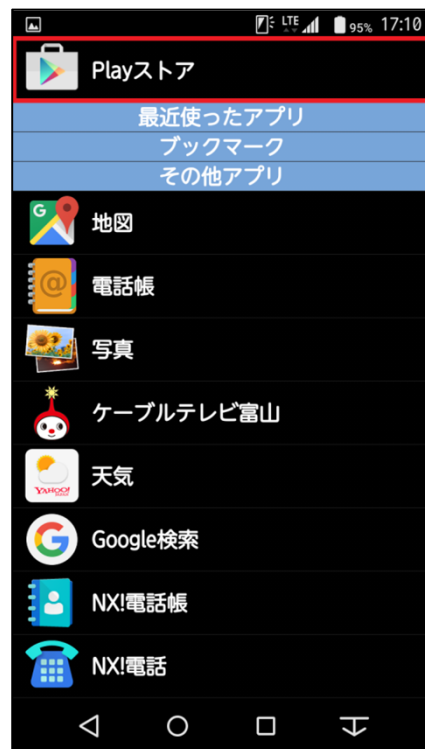 LTE 95% 17:10
Playストア
最近使ったアプリ
ブックマーク
その他アプリ
G
地図
@
電話帳
写真
ケーブルテレビ富山
YAHOO!
天気
G
Google検索
NX!電話帳
NX!電話